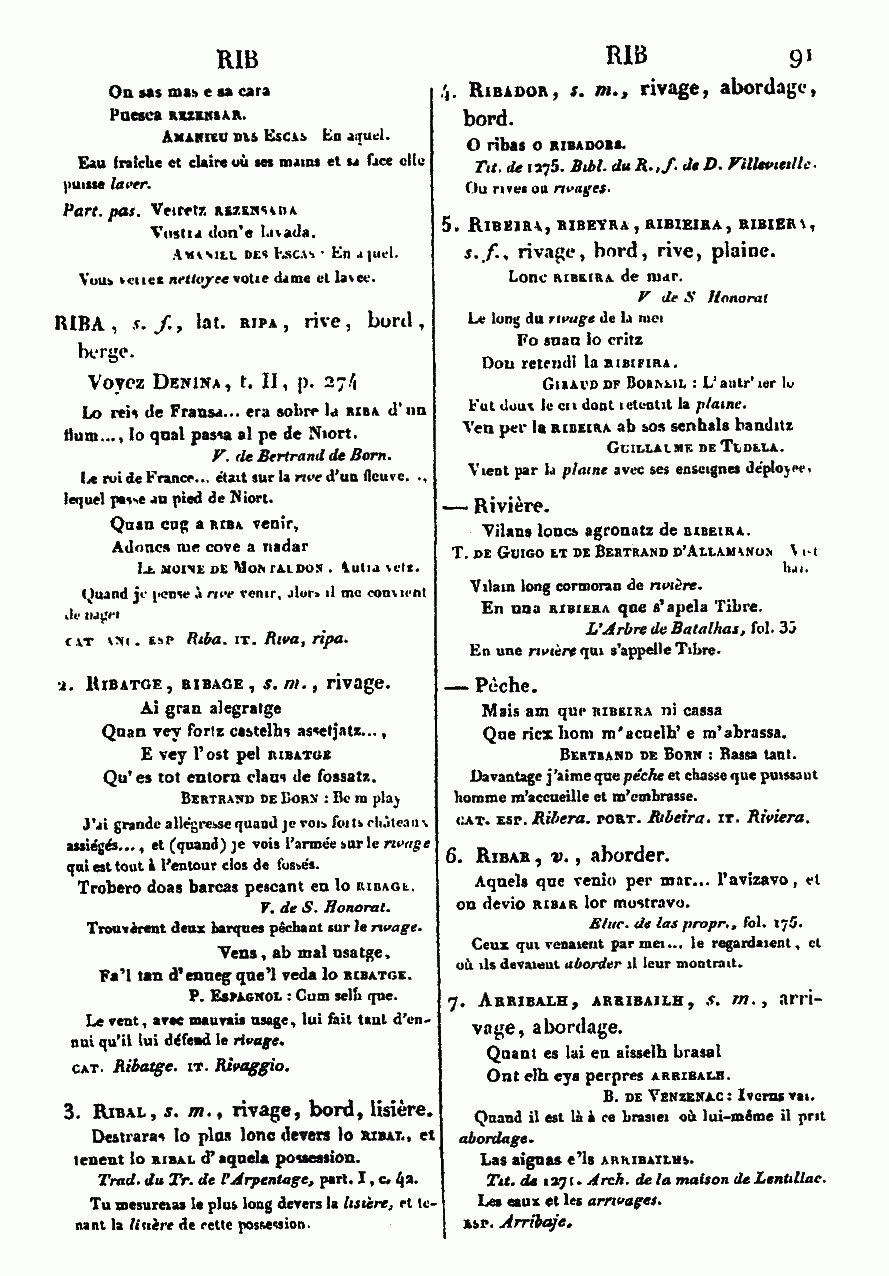 RIB
RIB 91
On sas mas e sa cara
Puesca REZENSAR.
AMANIEU DES ESCAS En aquel.
Eau fraîche et claire où ses mains et sa face elle
puisse laver.
Part. pas. Veiretz REZENSADA
Vostra don'e lavada.
AMANIEU DES ESCAS · En aquel.
Vous verrez nettoyée votre dame et lavée.
RIBA, s. f., lat. RIPA, rive, bord,
berge.
Voyez DENINA, t. II, p. 274
Lo reis de Fransa... era sobre la RIBA d'un
flum..., lo qual passa al pe de Niort.
V. de Bertrand de Born.
Le roi de France... était sur la rive d'un fleuve. .,
lequel passe au pied de Niort.
Quan cug a RIBA venir,
Adoncs me cove a nadar
LE MOINE DE MONTAUDON. Autra vetz.
Quand je pense à rive venir, alors il me convient
de nager
CAT ANC. ESP Riba. IT. Riva, ripa.
2. RIBATGE, RIBAGE, s. m., rivage.
Ai gran alegratge
Quan vey fortz castelhs assetjatz...,
E vey l'ost pel RIBATGE
Qu'es tot entorn claus de fossatz.
BERTRAND DE BORN : Be m play
J'ai grande allégresse quand je vois forts châteaux
assiégés..., et (quand) je vois l'armée sur le rivage
qui est tout à l'entour clos de fossés.
Trobero doas barcas pescant en lo RIBAGE.
V. de S. Honorat.
Trouvèrent deux barques pêchant sur le rivage.
Vens, ab mal usatge,
Fa'l tan d'enueg que'l veda lo RIBATGE.
P. ESPAGNOL : Cum selh que.
Le vent, avec mauvais usage, lui fait tant d'en-
nui qu'il lui défend le rivage.
CAT. Ribatge. IT. Rivaggio.
3. RIBAL, s. m., rivage, bord, lisière.
Destraras lo plus lonc devers lo RIBAL, et
tenent lo RIBAL d'aquela possession.
Trad. du Tr. de l'Arpentage, part. I, c. 42.
Tu mesureras le plus long devers la lisière, et te-
nant la lisière de cette possession.
4. RIBADOR, s. m., rivage, abordage,
bord.
O ribas o RIBADORS.
Tit. de 1275. Bibl. du R., f. de D. Villevieille.
Ou rives ou rivages.
5. RIBEIRA, RIBEYRA, RIBIEIRA, RIBIERA,
s. f., rivage, bord, rive, plaine.
Lonc RIBEIRA de mar.
V de S Honorat
Le long du rivage de la mer
Fo suau lo critz
Don retendi la RIBIEIRA.
GIRAUD DE BORNEIL : L'autr'ier lo
Fut doux le cri dont retentit la plaine.
Ven per la RIBEIRA ab sos senhals banditz
GUILLAUME DE TUDELA.
Vient par la plaine avec ses enseignes déployées,
— Rivière.
Vilans loncs agronatz de RIBEIRA.
T. DE GUIGO ET DE BERTRAND D'ALLAMANON Vist
hai.
Vilain long cormoran de rivière.
En una RIBIERA que s'apela Tibre.
L'Arbre de Batalhas, fol. 35
En une rivière qui s'appelle Tibre.
— Pêche.
Mais am que RIBEIRA ni cassa
Que ricx hom m'acuelh' e m'abrassa.
BERTRAND DE BORN : Rassa tant.
Davantage j'aime que pêche et chasse que puissant
homme m'accueille et m'embrasse.
CAT. ESP. Ribera. PORT. Ribeira. IT. Riviera.
6. RIBAR, v., aborder.
Aquels que venio per mar... l'avizavo, et
on devio RIBAR lor mostravo.
Eluc. de las propr., fol. 175.
Ceux qui venaient par mer... le regardaient, et
où ils devaient aborder il leur montrait.
7. ARRIBALH, ARRIBAILH, s. m., arri-
vage, abordage.
Quant es lai en aisselh brasal
Ont elh eys perpres ARRIBALH.
B. DE VENZENAC : Iverns vai.
Quand il est là à ce brasier où lui-même il prit
abordage.
Las aiguas e'ls ARRIBATLHS.
Tit. de 1271. Arch. de la maison de Lentillac.
Les eaux et les arrivages.
ESP. Arribaje.